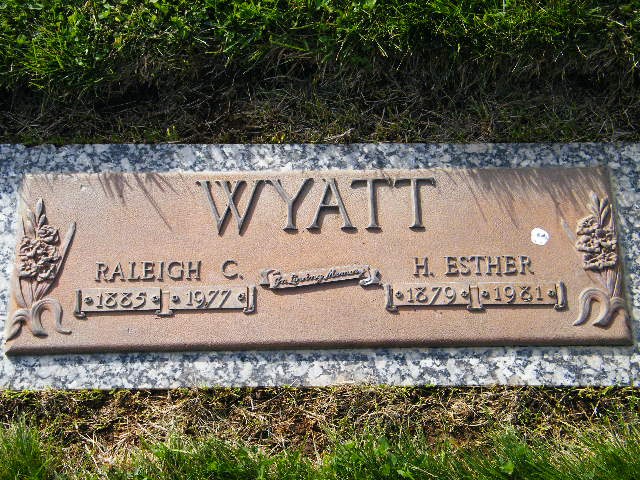 WYATT
RALEIGH C.
1885 1977
In Loving Memory
H. ESTHER
1879 1981